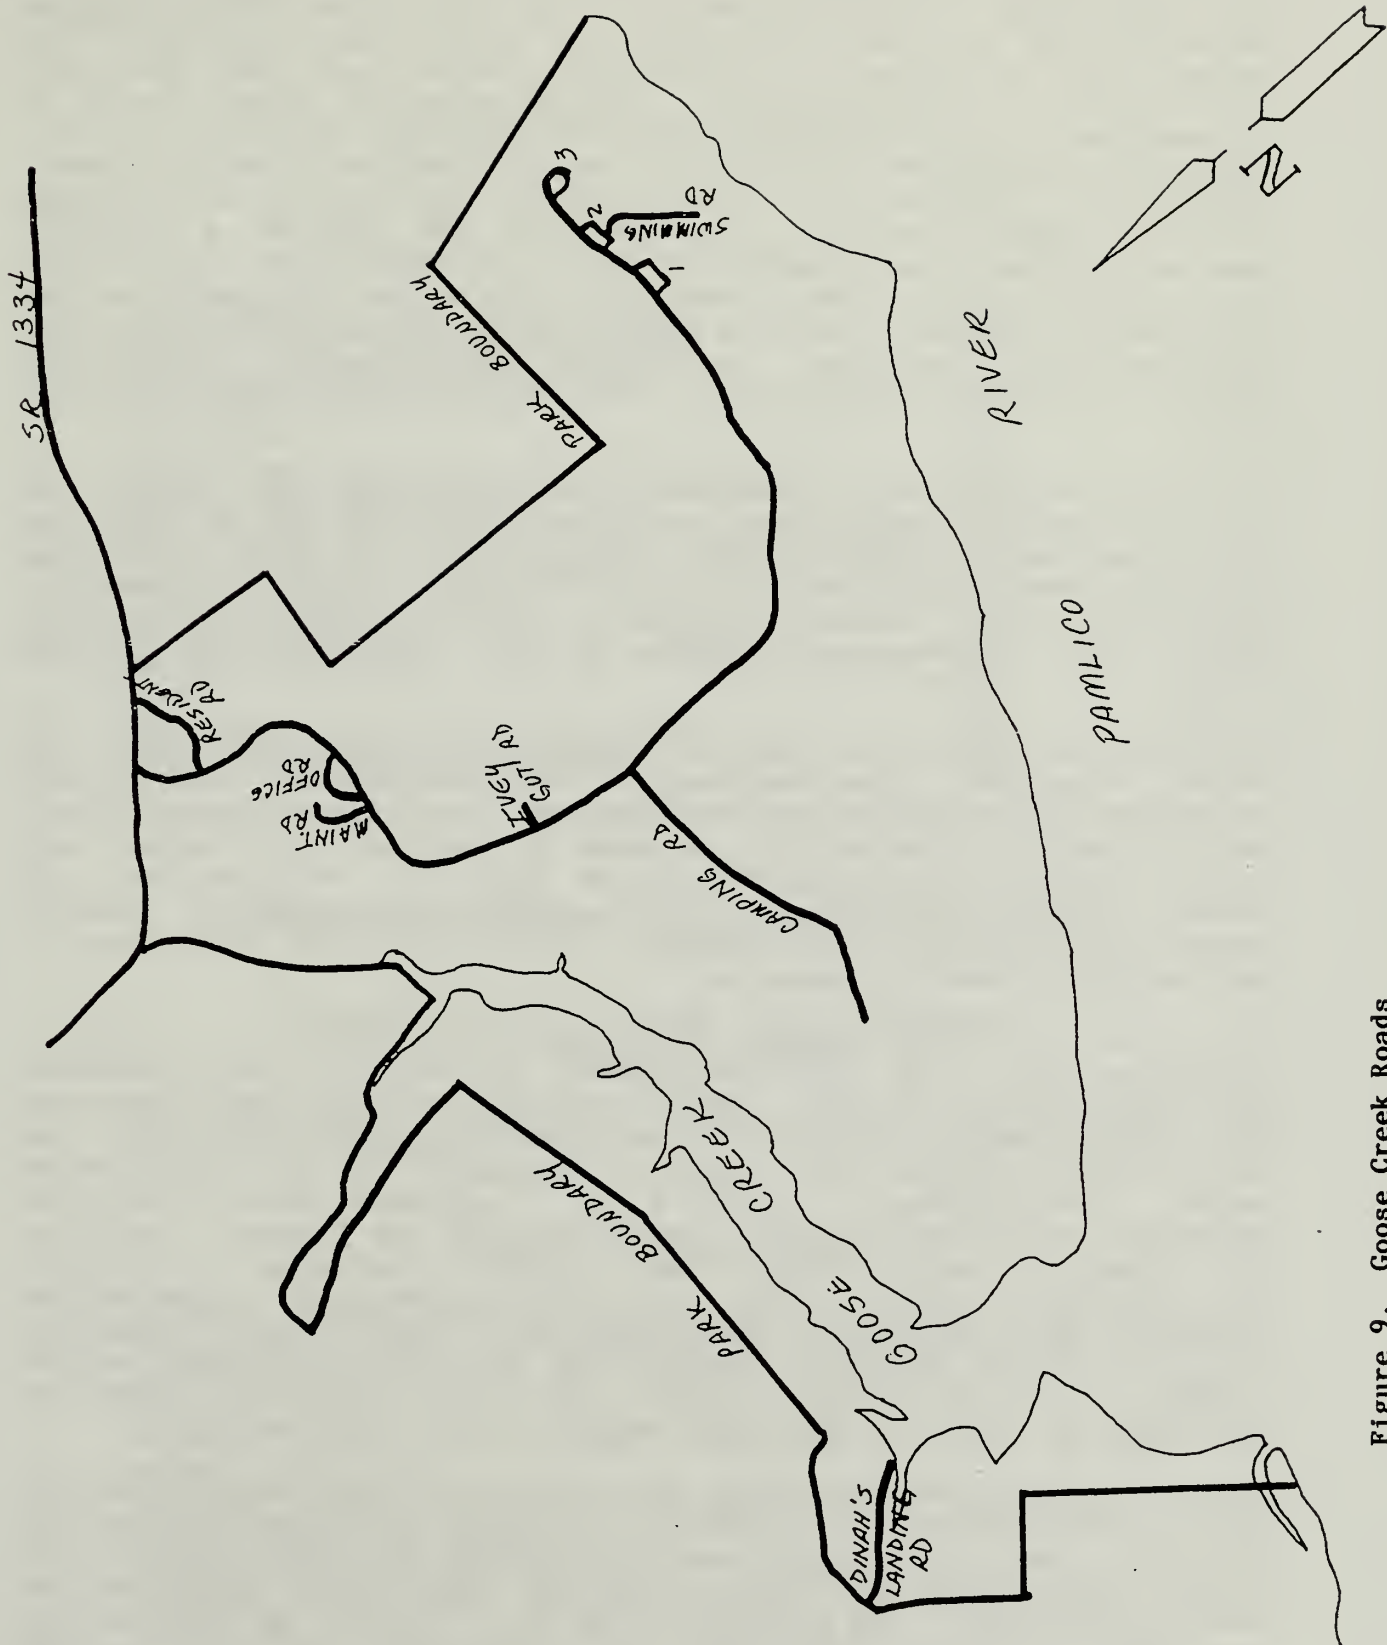 SR 1334
PARK BOUNDARY
RESIDENT
RD
OFFICE
RD
MAINT.
RD
GUT RD
CAMPING RD
SWIMMING
RD
1
2
3
PAMLICO RIVER
GOOSE CREEK
PARK BOUNDARY
DINAH'S
LANDING
RD
N
Figure 9. Goose Creek Roads